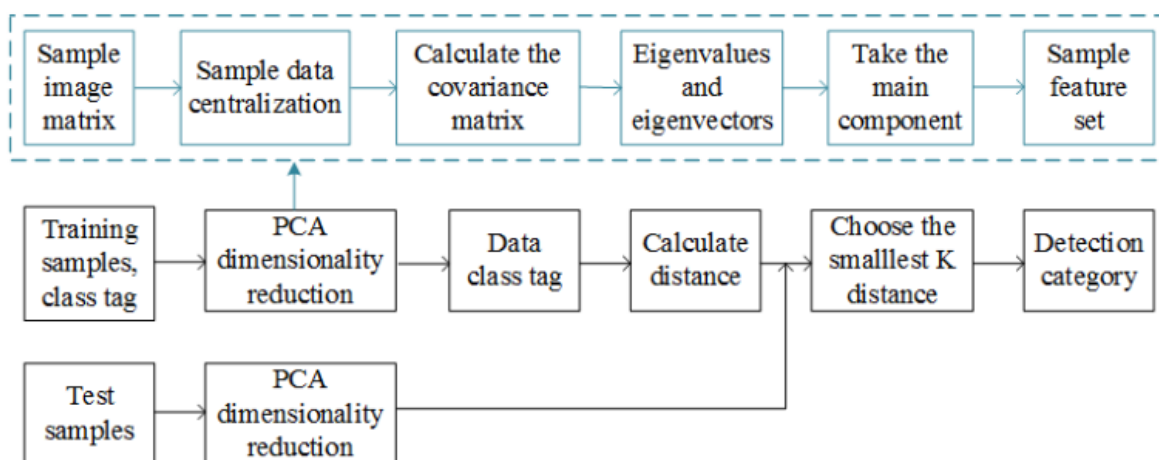 Sample
image
matrix
Sample data
centralization
Calculate the
covariance
matrix
Eigenvalues
and
eigenvectors
Take the
main
component
Sample
feature
set
Training
samples,
class tag
PCA
dimensionality
reduction
Data
class tag
Calculate
distance
Choose the
smalllest K
distance
Detection
category
Test
samples
PCA
dimensionality
reduction